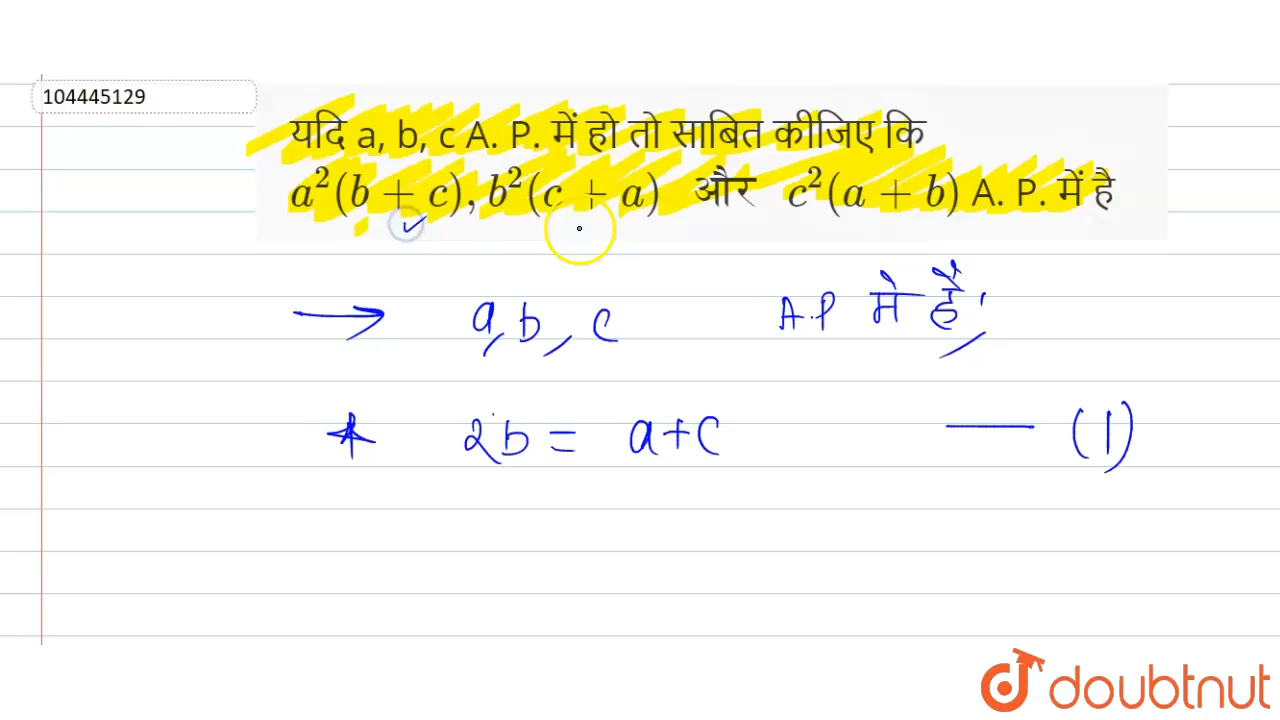 104445129
यदि a, b, c A. P. में हो तो साबित कीजिए कि
a²(b + c), b²(c + a) और c²(a + b) A. P. में है
→ a, b, c A.P मे है,
* 2b = a+c — (1)
doubtnut